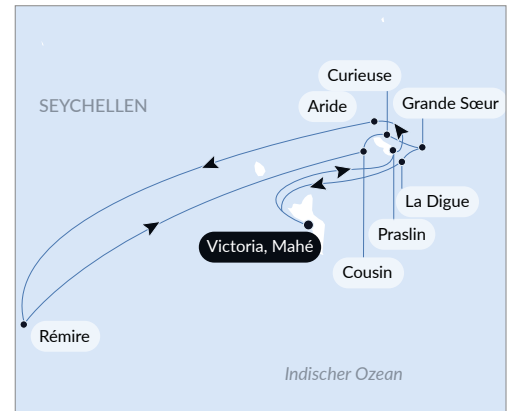 Curieuse
SEYCHELLEN
Aride
Grande Sœur
La Digue
Praslin
Victoria, Mahé
Cousin
Rémire
Indischer Ozean